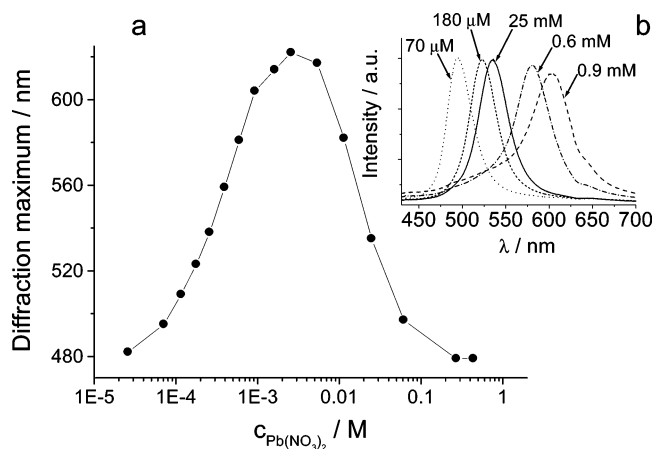 a
Diffraction maximum / nm
600
560
520
480
1E-5 1E-4 1E-3 0.01 0.1 1
cPb(NO3)2 / M
b
70 µM
180 µM
25 mM
0.6 mM
0.9 mM
Intensity / a.u.
450 500 550 600 650 700
λ / nm